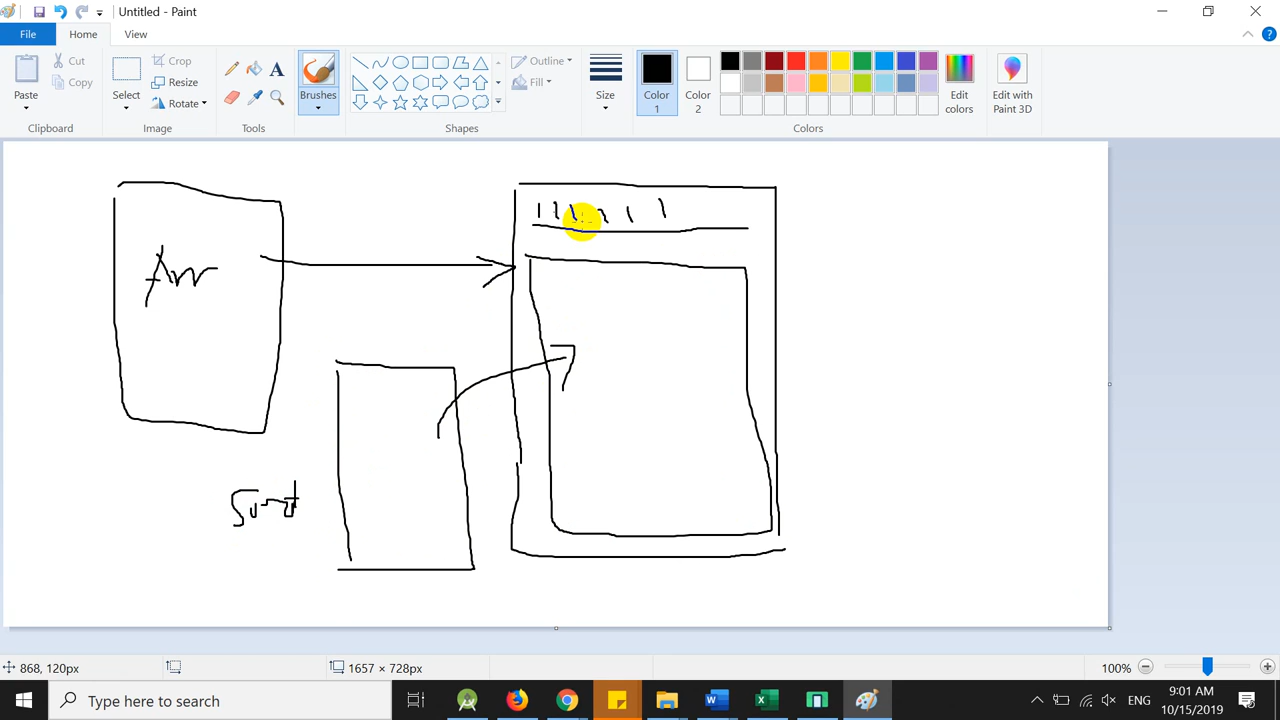 Untitled - Paint
File
Home
View
Paste
Cut
Copy
Clipboard
Select
Crop
Resize
Rotate
Image
Tools
Brushes
Shapes
Outline
Fill
Size
Color 1
Color 2
Edit colors
Colors
Edit with Paint 3D
Arr
868, 120px
1657 × 728px
100%
Type here to search
ENG
9:01 AM
10/15/2019